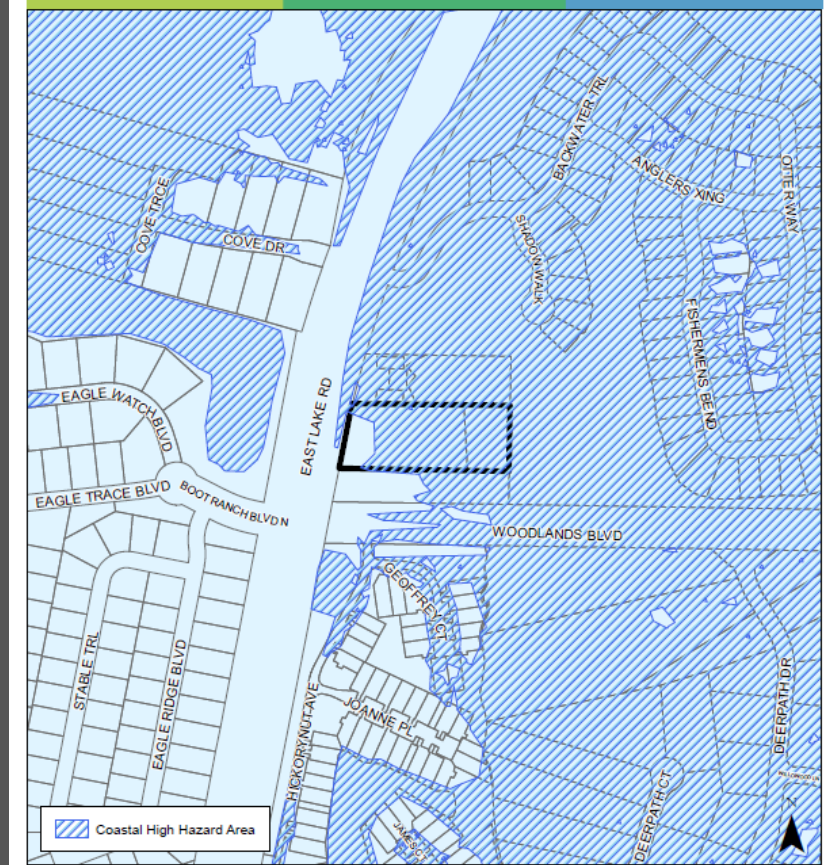 BACKWATER TRL
ANGLERS XING
OTTER WAY
COVE TRCE
COVE DR
SHADOW WALK
FISHERMENS BEND
EAST LAKE RD
EAGLE WATCH BLVD
EAGLE TRACE BLVD
BOOT RANCH BLVD N
WOODLANDS BLVD
GEOFFREY CT
STABLE TRL
EAGLE RIDGE BLVD
HICKORYNUT AVE
JOANNE PL
DEERPATH DR
DEERPATH CT
JAMES CT
N
Coastal High Hazard Area